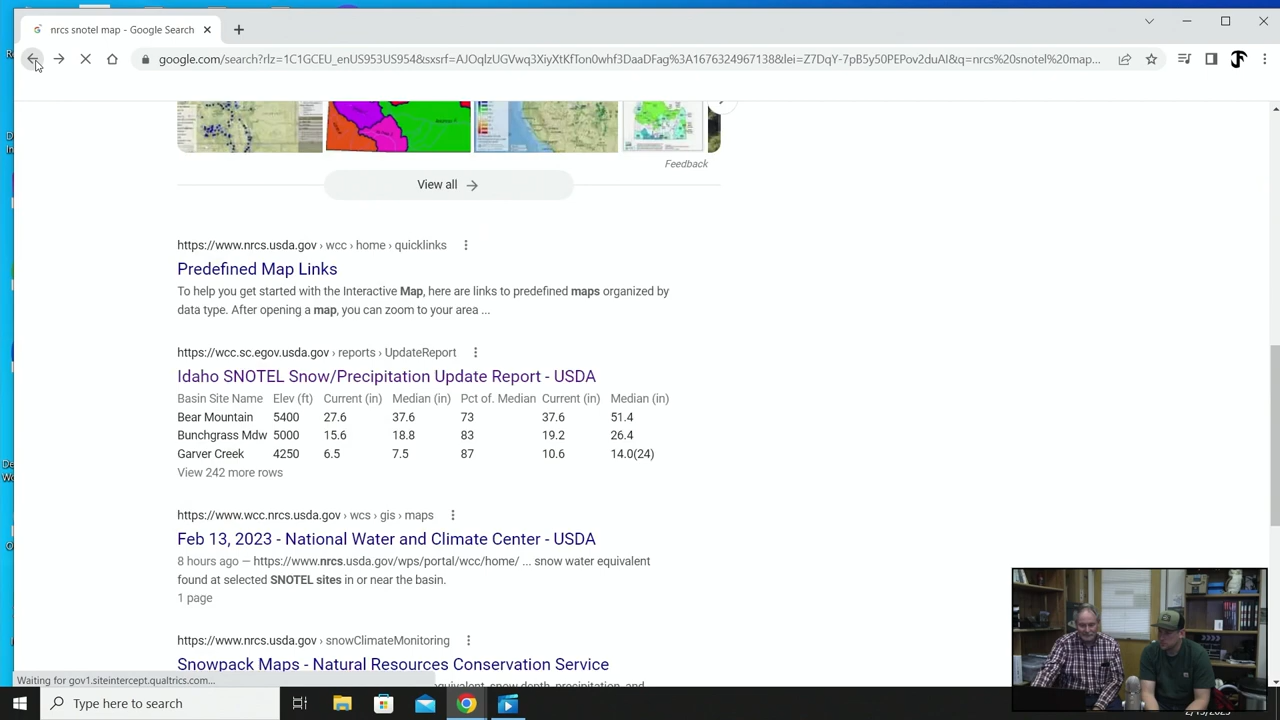 nrcs snotel map - Google Search
google.com/search?rlz=1C1GCEU_enUS953US954&sxsrf=AJOqlzUGVwq3XiyXtKfTon0whf3DaaDFag%3A1676324967138&lei=Z7DqY-7pB5y50PEPov2duAI&q=nrcs%20snotel%20map...
Feedback
View all
https://www.nrcs.usda.gov › wcc › home › quicklinks
Predefined Map Links
To help you get started with the Interactive Map, here are links to predefined maps organized by
data type. After opening a map, you can zoom to your area ...
https://wcc.sc.egov.usda.gov › reports › UpdateReport
Idaho SNOTEL Snow/Precipitation Update Report - USDA
Basin Site Name Elev (ft) Current (in) Median (in) Pct of. Median Current (in) Median (in)
Bear Mountain 5400 27.6 37.6 73 37.6 51.4
Bunchgrass Mdw 5000 15.6 18.8 83 19.2 26.4
Garver Creek 4250 6.5 7.5 87 10.6 14.0(24)
View 242 more rows
https://www.wcc.nrcs.usda.gov › wcs › gis › maps
Feb 13, 2023 - National Water and Climate Center - USDA
8 hours ago — https://www.nrcs.usda.gov/wps/portal/wcc/home/ ... snow water equivalent
found at selected SNOTEL sites in or near the basin.
1 page
https://www.nrcs.usda.gov › snowClimateMonitoring
Snowpack Maps - Natural Resources Conservation Service
Waiting for gov1.siteintercept.qualtrics.com...
Type here to search